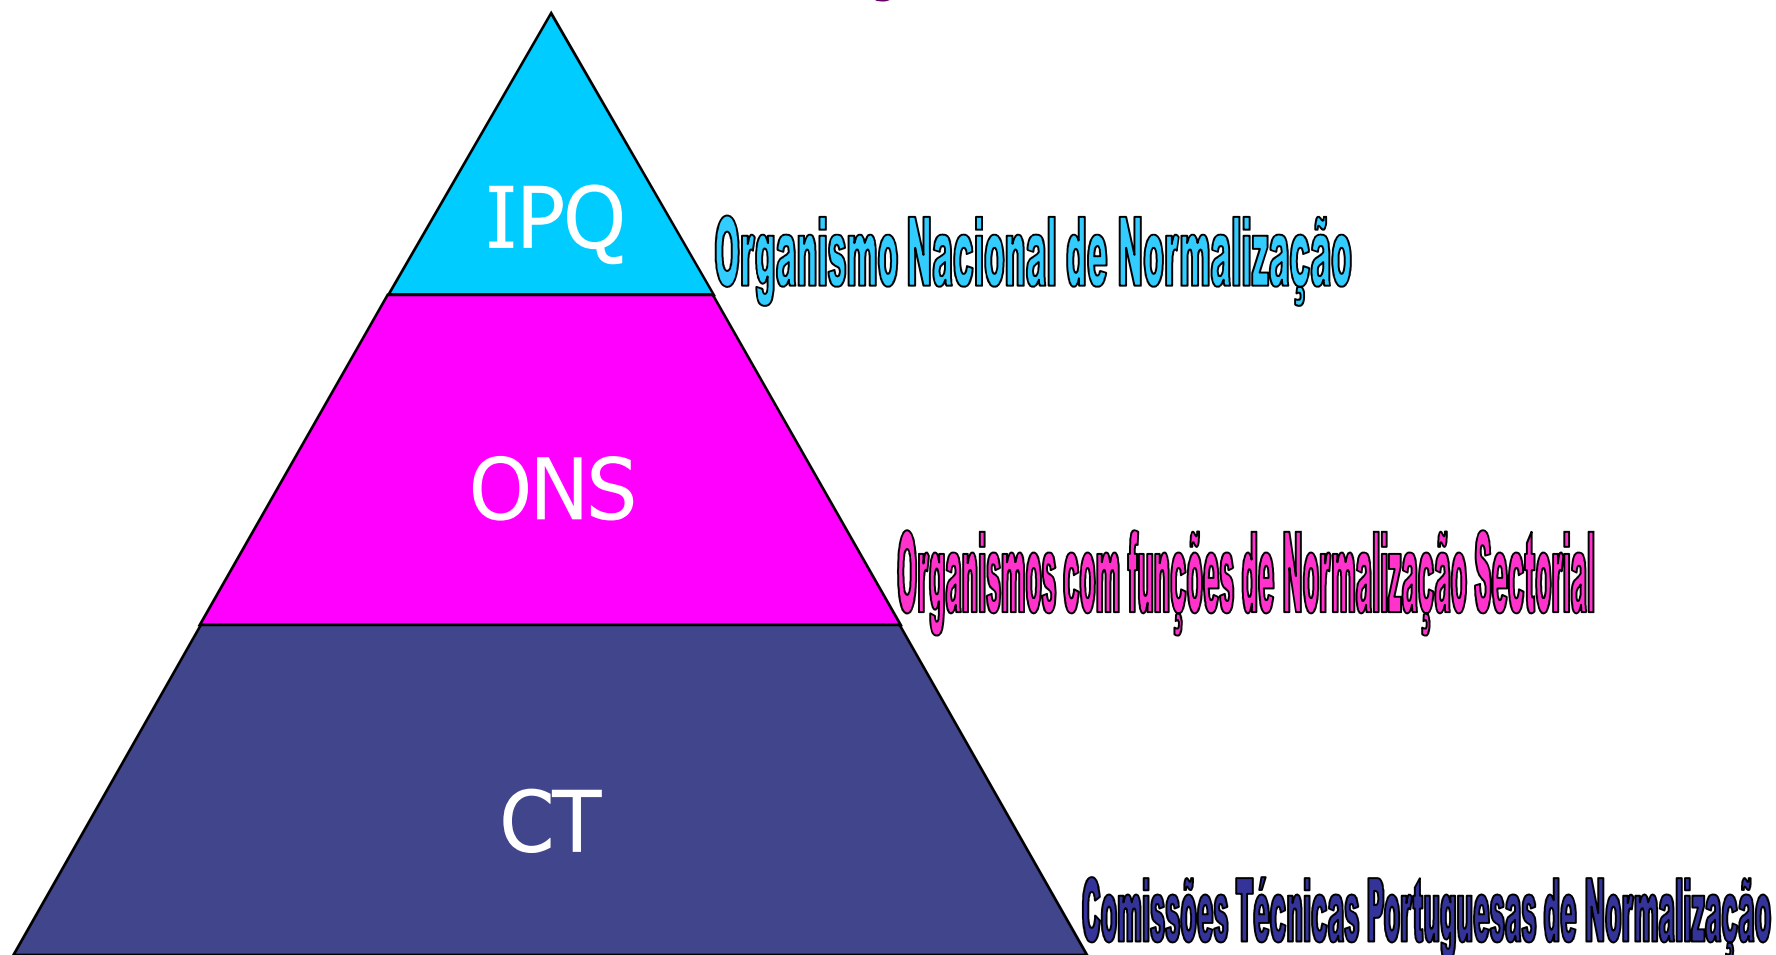 IPQ
Organismo Nacional de Normalização
ONS
Organismos com funções de Normalização Sectorial
CT
Comissões Técnicas Portuguesas de Normalização